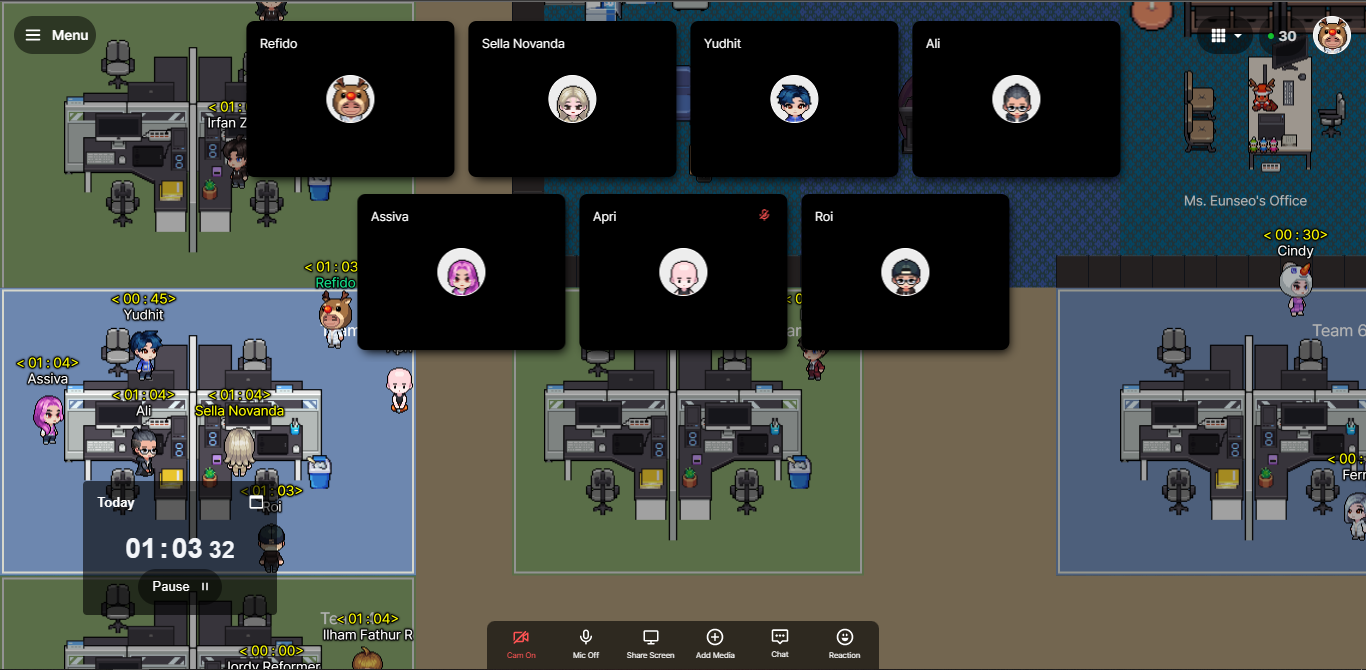 Menu
30
Refido
Sella Novanda
Yudhit
Ali
< 01:
Irfan Z
Assiva
Apri
Roi
Ms. Eunseo's Office
< 00 : 30>
Cindy
< 01 : 03
Refido
< 00 : 45>
Yudhit
Team 6
< 01 : 04>
Assiva
< 01 : 04>
Ali
< 01 : 04>
Sella Novanda
< 00 :
Ferr
: 03>
Roi
Today
01 : 03 32
Pause
< 01 : 04>
Ilham Fathur R
< 00 : 00>
Jordy Reformer
Cam On
Mic Off
Share Screen
Add Media
Chat
Reaction